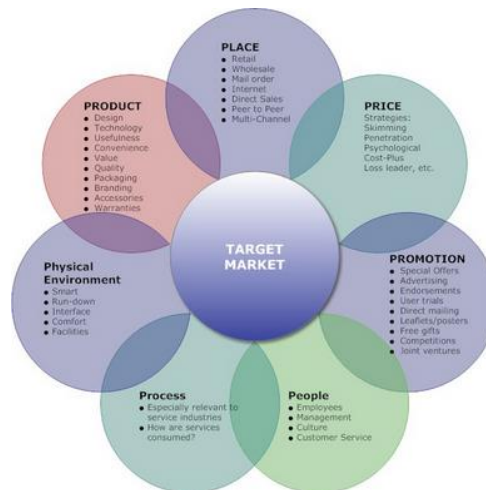 PLACE
Retail
Wholesale
Mail order
Internet
Direct Sales
Peer to Peer
Multi-Channel
PRODUCT
Design
Technology
Usefulness
Convenience
Value
Quality
Packaging
Branding
Accessories
Warranties
PRICE
Strategies:
Skimming
Penetration
Psychological
Cost-Plus
Loss leader, etc.
TARGET
MARKET
Physical
Environment
Smart
Run-down
Interface
Comfort
Facilities
PROMOTION
Special Offers
Advertising
Endorsements
User trials
Direct mailing
Leaflets/posters
Free gifts
Competitions
Joint ventures
Process
Especially relevant to
service industries
How are services
consumed?
People
Employees
Management
Culture
Customer Service